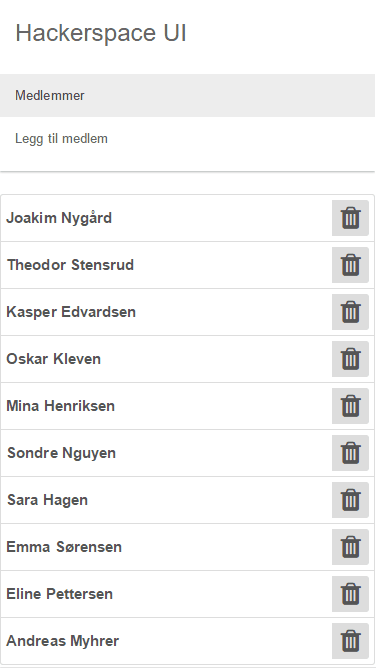 Hackerspace UI
Medlemmer
Legg til medlem
Joakim Nygård
Theodor Stensrud
Kasper Edvardsen
Oskar Kleven
Mina Henriksen
Sondre Nguyen
Sara Hagen
Emma Sørensen
Eline Pettersen
Andreas Myhrer